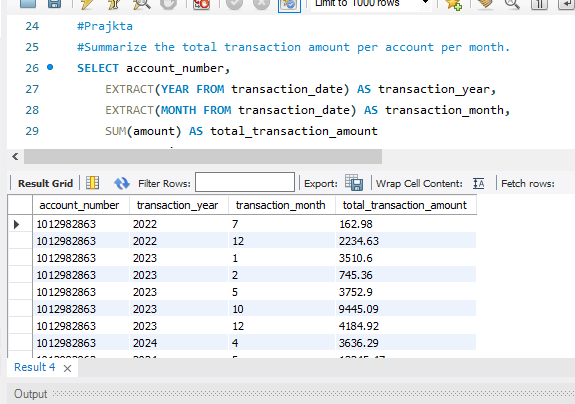 Limit to 1000 rows
24 #Prajkta
25 #Summarize the total transaction amount per account per month.
26 SELECT account_number,
27 EXTRACT(YEAR FROM transaction_date) AS transaction_year,
28 EXTRACT(MONTH FROM transaction_date) AS transaction_month,
29 SUM(amount) AS total_transaction_amount
Result Grid Filter Rows: Export: Wrap Cell Content: Fetch rows:
account_number transaction_year transaction_month total_transaction_amount
1012982863 2022 7 162.98
1012982863 2022 12 2234.63
1012982863 2023 1 3510.6
1012982863 2023 2 745.36
1012982863 2023 5 3752.9
1012982863 2023 10 9445.09
1012982863 2023 12 4184.92
1012982863 2024 4 3636.29
Result 4
Output